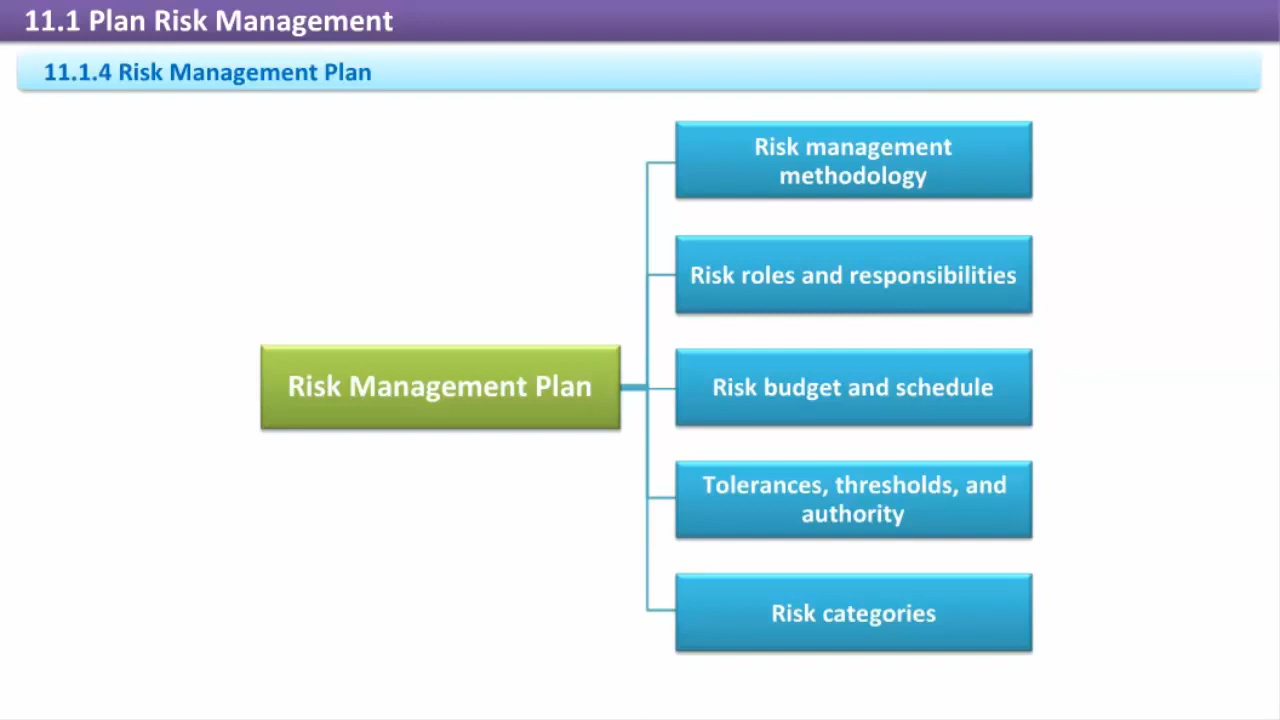 11.1 Plan Risk Management
11.1.4 Risk Management Plan
Risk management
methodology
Risk roles and responsibilities
Risk Management Plan
Risk budget and schedule
Tolerances, thresholds, and
authority
Risk categories